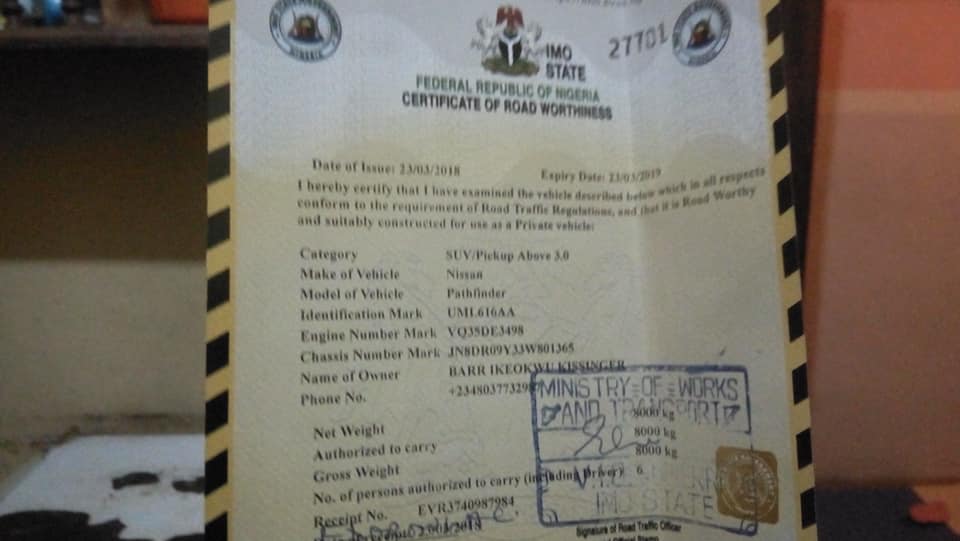 27701
IMO
STATE
FEDERAL REPUBLIC OF NIGERIA
CERTIFICATE OF ROAD WORTHINESS
Date of Issue: 23/03/2018 Expiry Date: 23/03/2019
I hereby certify that I have examined the vehicle described below which in all respects
conform to the requirement of Road Traffic Regulations, and that it is Road Worthy
and suitably constructed for use as a Private vehicle:
Category SUV/Pickup Above 3.0
Make of Vehicle Nissan
Model of Vehicle Pathfinder
Identification Mark UML616AA
Engine Number Mark VQ35DE3498
Chassis Number Mark JN8DR09Y33W801365
Name of Owner BARR IKEOKWU KISSINGER
Phone No.
MINISTRY OF WORKS
AND TRANSPORT
Net Weight 8000 kg
Authorized to carry 8000 kg
Gross Weight 8000 kg
No. of persons authorized to carry (including Driver) 6
Receipt No. EVR3740987984
IMO STATE
Signature of Road Traffic Officer